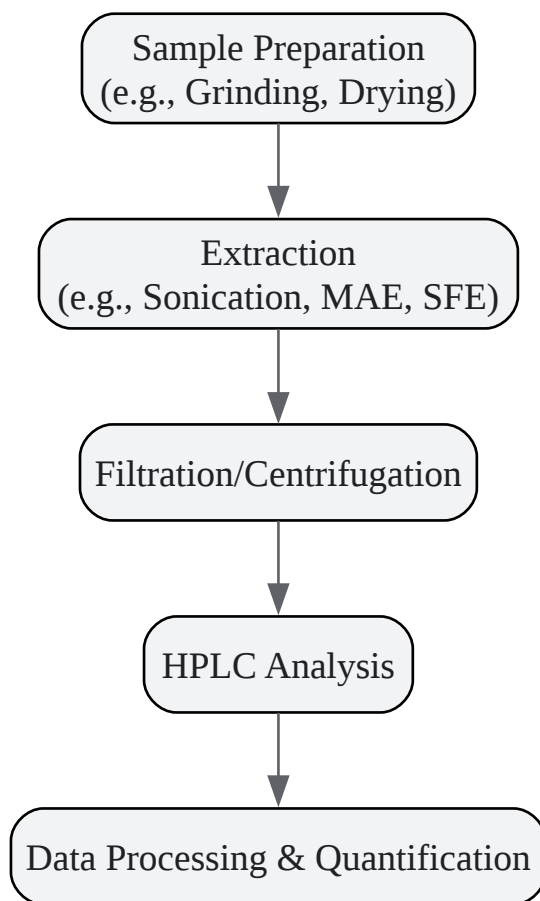 Sample Preparation
(e.g., Grinding, Drying)
Extraction
(e.g., Sonication, MAE, SFE)
Filtration/Centrifugation
HPLC Analysis
Data Processing & Quantification